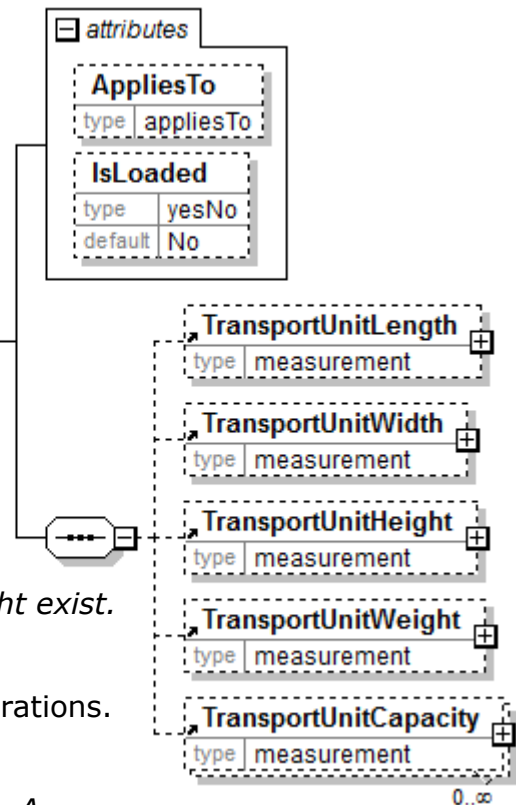 attributes
AppliesTo
type appliesTo
IsLoaded
type yesNo
default No
TransportUnitLength
type measurement
TransportUnitWidth
type measurement
TransportUnitHeight
type measurement
ht exist.
TransportUnitWeight
type measurement
rations.
TransportUnitCapacity
type measurement
0..∞